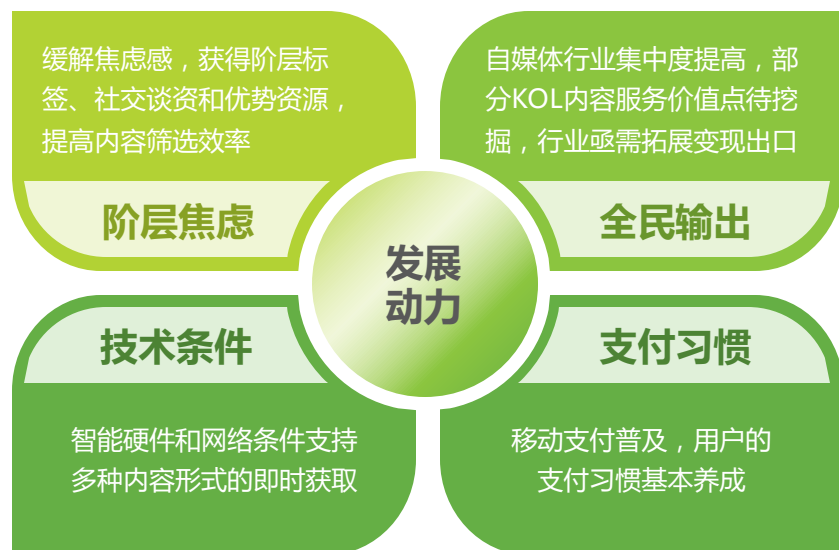 缓解焦虑感，获得阶层标
签、社交谈资和优势资源，
提高内容筛选效率
阶层焦虑
自媒体行业集中度提高，部
分KOL内容服务价值点待挖
掘，行业亟需拓展变现出口
全民输出
发展
动力
技术条件
智能硬件和网络条件支持
多种内容形式的即时获取
支付习惯
移动支付普及，用户的
支付习惯基本养成